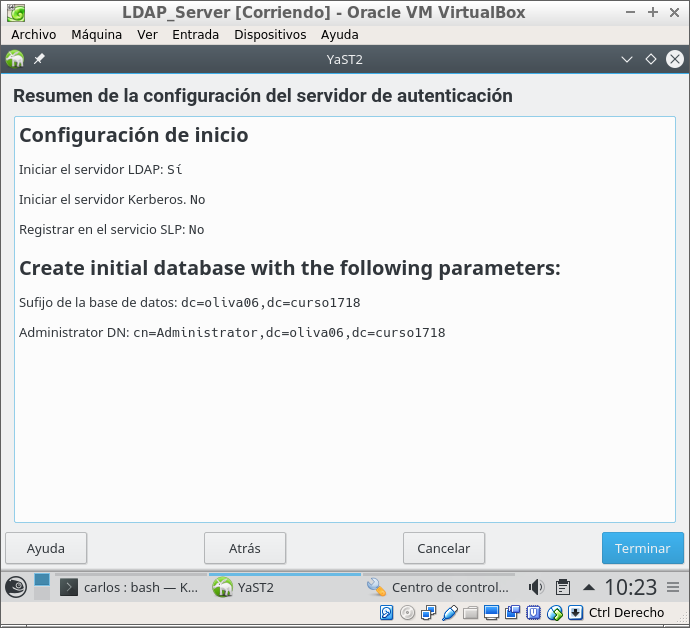 LDAP_Server [Corriendo] - Oracle VM VirtualBox
Archivo Máquina Ver Entrada Dispositivos Ayuda
YaST2
Resumen de la configuración del servidor de autenticación
Configuración de inicio
Iniciar el servidor LDAP: Sí
Iniciar el servidor Kerberos. No
Registrar en el servicio SLP: No
Create initial database with the following parameters:
Sufijo de la base de datos: dc=oliva06,dc=curso1718
Administrator DN: cn=Administrator,dc=oliva06,dc=curso1718
Ayuda Atrás Cancelar Terminar
carlos : bash — K... YaST2 Centro de control... 10:23
Ctrl Derecho